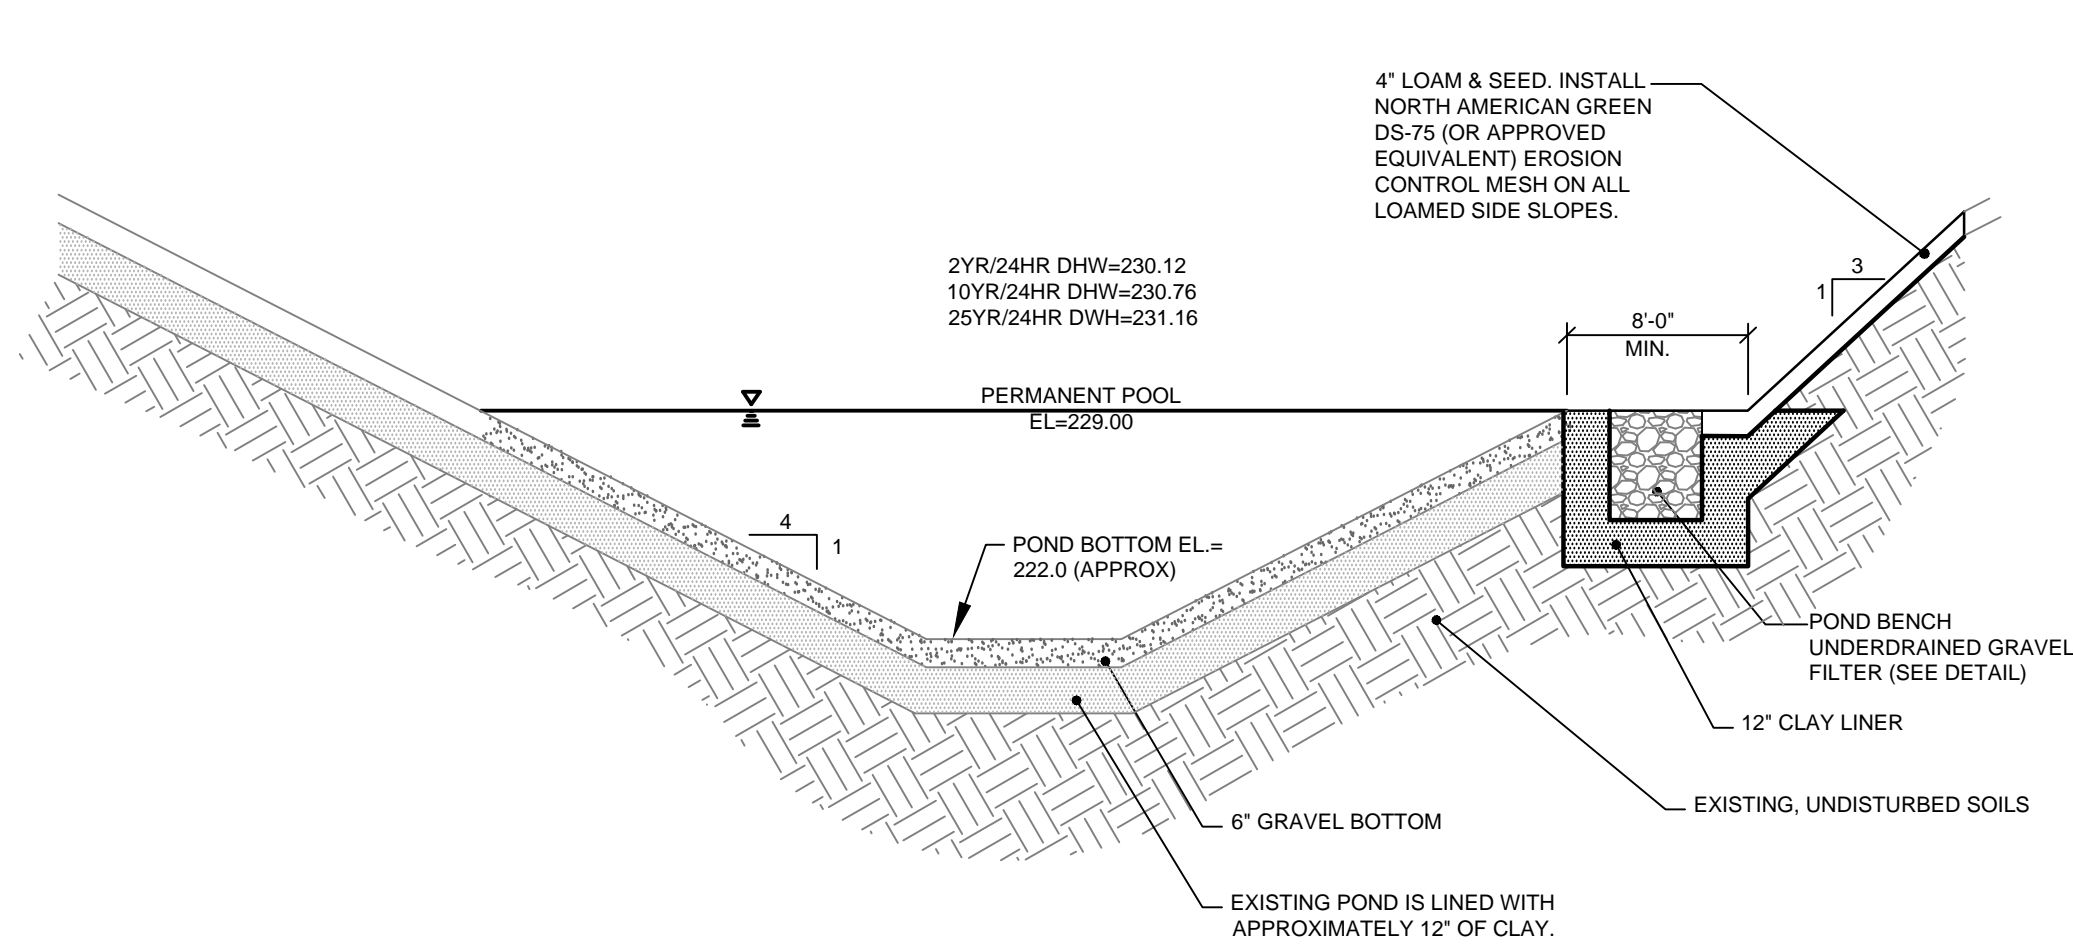 4" LOAM & SEED. INSTALL
NORTH AMERICAN GREEN
DS-75 (OR APPROVED
EQUIVALENT) EROSION
CONTROL MESH ON ALL
LOAMED SIDE SLOPES.
2YR/24HR DHW=230.12
10YR/24HR DHW=230.76
25YR/24HR DWH=231.16
3
1
8'-0"
MIN.
PERMANENT POOL
EL=229.00
4
1
POND BOTTOM EL.=
222.0 (APPROX)
POND BENCH
UNDERDRAINED GRAVEL
FILTER (SEE DETAIL)
12" CLAY LINER
EXISTING, UNDISTURBED SOILS
6" GRAVEL BOTTOM
EXISTING POND IS LINED WITH
APPROXIMATELY 12" OF CLAY.